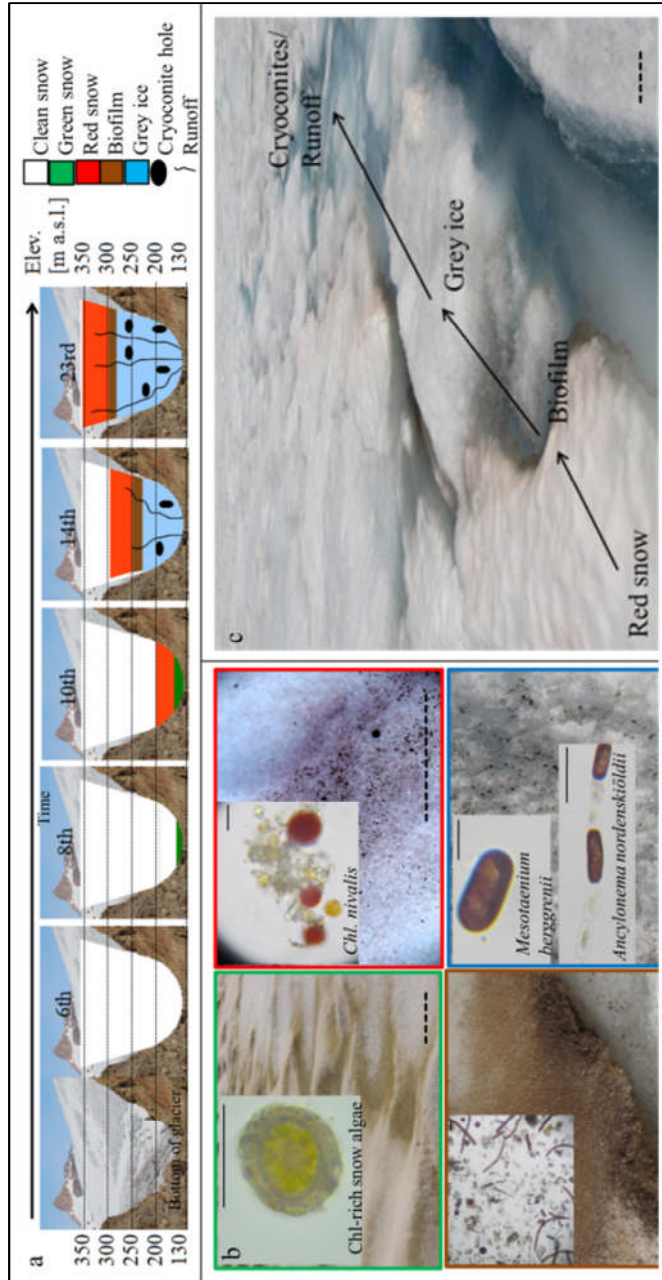 a
Time
Elev.
[m a.s.l.]
350
300
250
200
130
Bottom of glacier
6th
8th
10th
14th
23rd
350
300
250
200
130
Clean snow
Green snow
Red snow
Biofilm
Grey ice
Cryoconite hole
Runoff
b
Chl-rich snow algae
Chl. nivalis
Mesotaenium
berggrenii
Ancylonema nordenskiöldii
c
Red snow
Biofilm
Grey ice
Cryoconites/
Runoff